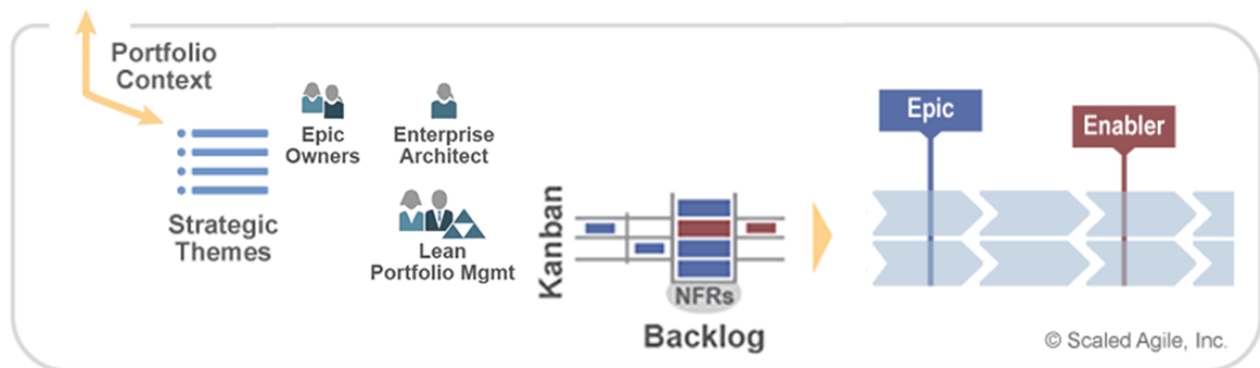 Portfolio
Context
Strategic
Themes
Epic
Owners
Enterprise
Architect
Lean
Portfolio Mgmt
Kanban
NFRs
Backlog
Epic
Enabler
© Scaled Agile, Inc.